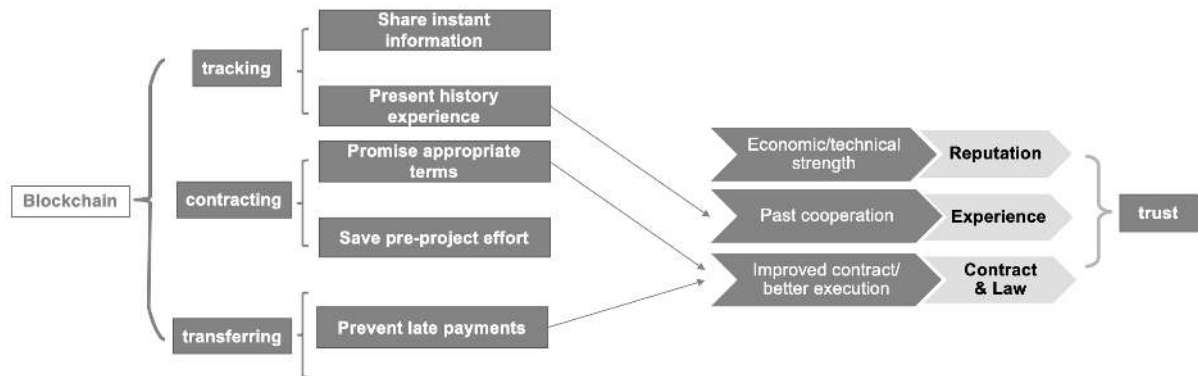 Share instant
information
tracking
Present history
experience
Promise appropriate
terms
Economic/technical
strength
Reputation
Blockchain
contracting
Past cooperation
Experience
trust
Save pre-project effort
Improved contract/
better execution
Contract
& Law
transferring
Prevent late payments